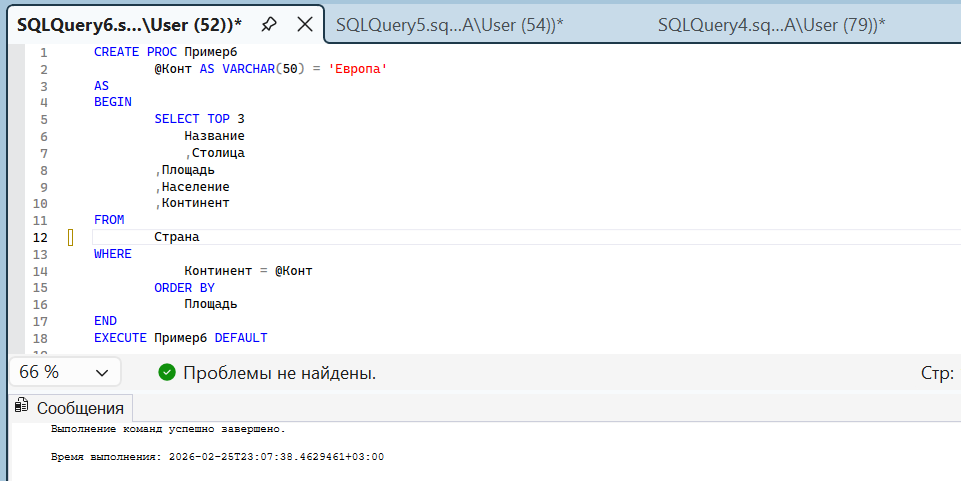 SQLQuery6.s...\User (52))*
SQLQuery5.sq...A\User (54))*
SQLQuery4.sq...A\User (79))*
1 CREATE PROC Пример6
2 @Конт AS VARCHAR(50) = 'Европа'
3 AS
4 BEGIN
5 SELECT TOP 3
6 Название
7 ,Столица
8 ,Площадь
9 ,Население
10 ,Континент
11 FROM
12 Страна
13 WHERE
14 Континент = @Конт
15 ORDER BY
16 Площадь
17 END
18 EXECUTE Пример6 DEFAULT
66 %
Проблемы не найдены.
Стр:
Сообщения
Выполнение команд успешно завершено.
Время выполнения: 2026-02-25T23:07:38.4629461+03:00